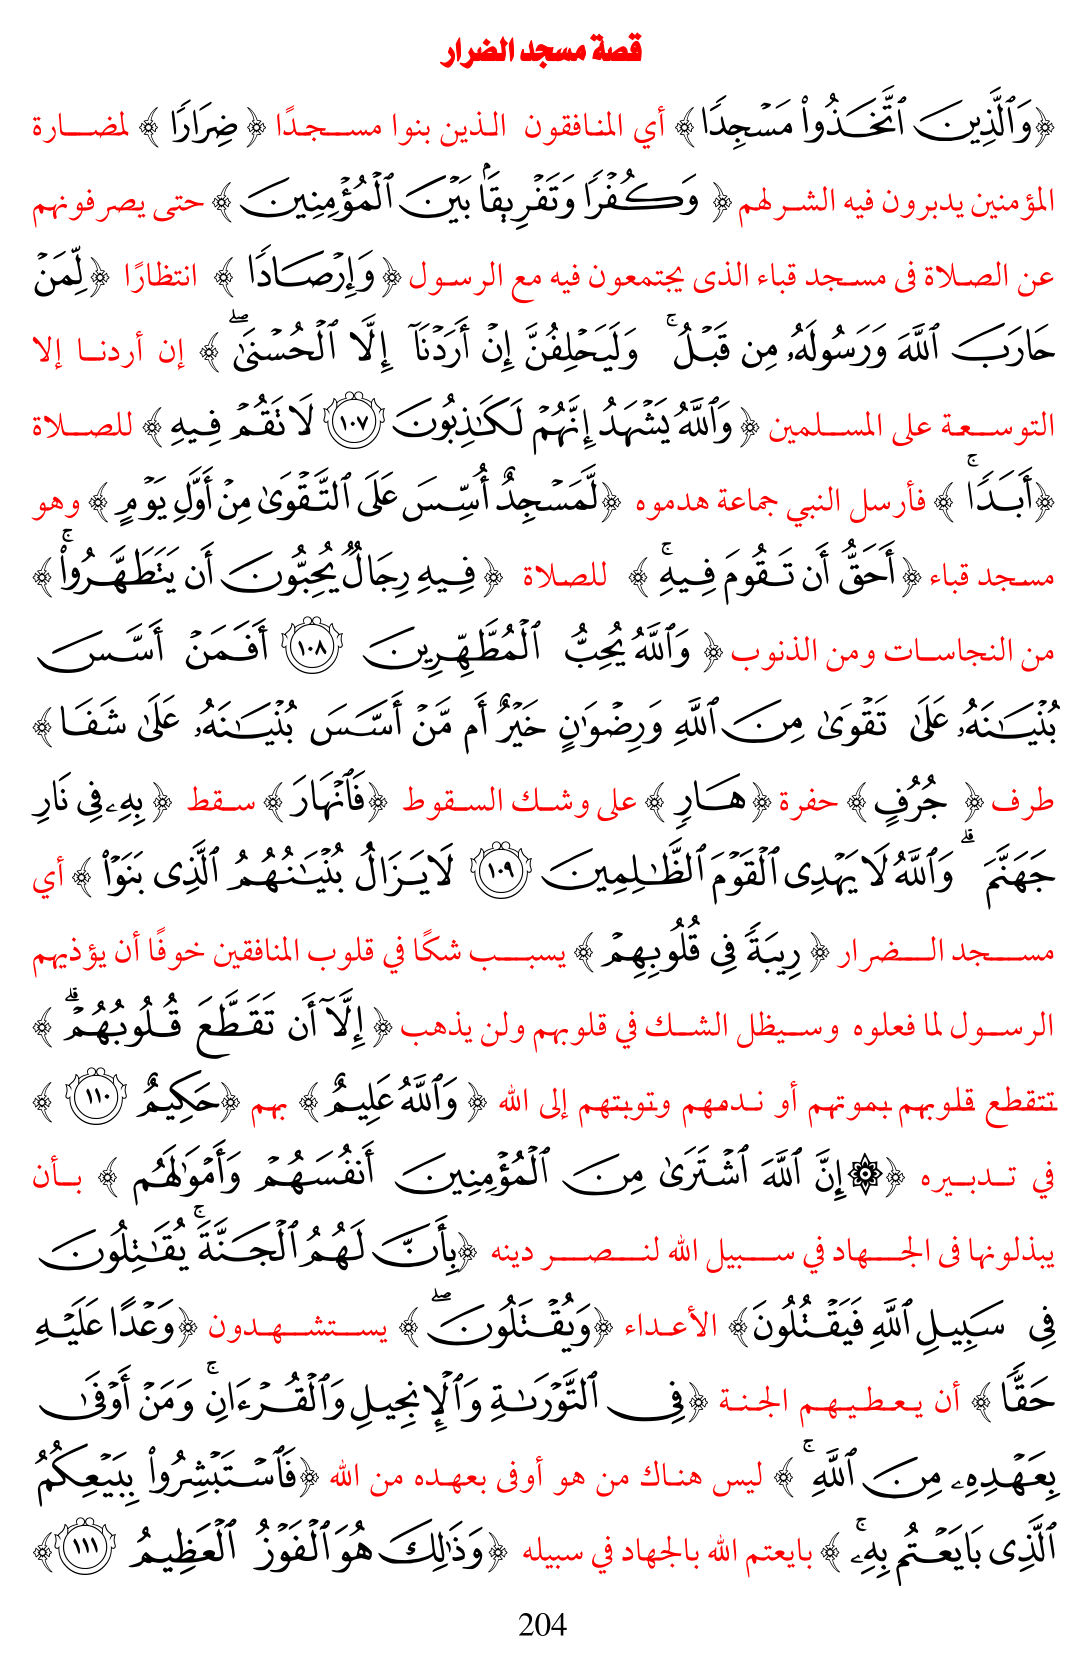 قصة مسجد الضرار
﴿وَٱلَّذِينَ ٱتَّخَذُوا۟ مَسْجِدًا﴾ أي المنافقون الذين بنوا مسجدًا ﴿ضِرَارًا﴾ لمضارة
المؤمنين يدبرون فيه الشر لهم ﴿وَكُفْرًا وَتَفْرِيقًۢا بَيْنَ ٱلْمُؤْمِنِينَ﴾ حتى يصرفونهم
عن الصلاة فى مسجد قباء الذى يجتمعون فيه مع الرسول ﴿وَإِرْصَادًا﴾ انتظارًا ﴿لِّمَنْ
حَارَبَ ٱللَّهَ وَرَسُولَهُۥ مِن قَبْلُ ۚ وَلَيَحْلِفُنَّ إِنْ أَرَدْنَآ إِلَّا ٱلْحُسْنَىٰ ۖ﴾ إن أردنا إلا
التوسعة على المسلمين ﴿وَٱللَّهُ يَشْهَدُ إِنَّهُمْ لَكَـٰذِبُونَ ١٠٧ لَا تَقُمْ فِيهِ﴾ للصلاة
﴿أَبَدًا ۚ﴾ فأرسل النبي جماعة هدموه ﴿لَّمَسْجِدٌ أُسِّسَ عَلَى ٱلتَّقْوَىٰ مِنْ أَوَّلِ يَوْمٍ﴾ وهو
مسجد قباء ﴿أَحَقُّ أَن تَقُومَ فِيهِ ۚ﴾ للصلاة ﴿فِيهِ رِجَالٌ يُحِبُّونَ أَن يَتَطَهَّرُوا۟ ۚ﴾
من النجاسات ومن الذنوب ﴿وَٱللَّهُ يُحِبُّ ٱلْمُطَّهِّرِينَ ١٠٨ أَفَمَنْ أَسَّسَ
بُنْيَـٰنَهُۥ عَلَىٰ تَقْوَىٰ مِنَ ٱللَّهِ وَرِضْوَٰنٍ خَيْرٌ أَم مَّنْ أَسَّسَ بُنْيَـٰنَهُۥ عَلَىٰ شَفَا﴾
طرف ﴿جُرُفٍ﴾ حفرة ﴿هَارٍ﴾ على وشك السقوط ﴿فَٱنْهَارَ﴾ سقط ﴿بِهِۦ فِى نَارِ
جَهَنَّمَ ۗ وَٱللَّهُ لَا يَهْدِى ٱلْقَوْمَ ٱلظَّـٰلِمِينَ ١٠٩ لَا يَزَالُ بُنْيَـٰنُهُمُ ٱلَّذِى بَنَوْا۟﴾ أي
مسجد الضرار ﴿رِيبَةً فِى قُلُوبِهِمْ﴾ يسبب شكًا في قلوب المنافقين خوفًا أن يؤذيهم
الرسول لما فعلوه وسيظل الشك في قلوبهم ولن يذهب ﴿إِلَّآ أَن تَقَطَّعَ قُلُوبُهُمْ ۗ﴾
تتقطع قلوبهم بموتهم أو ندمهم وتوبتهم إلى الله ﴿وَٱللَّهُ عَلِيمٌ﴾ بهم ﴿حَكِيمٌ ١١٠﴾
في تدبيره ﴿۞إِنَّ ٱللَّهَ ٱشْتَرَىٰ مِنَ ٱلْمُؤْمِنِينَ أَنفُسَهُمْ وَأَمْوَٰلَهُم﴾ بأن
يبذلونها فى الجهاد في سبيل الله لنصر دينه ﴿بِأَنَّ لَهُمُ ٱلْجَنَّةَ ۚ يُقَـٰتِلُونَ
فِى سَبِيلِ ٱللَّهِ فَيَقْتُلُونَ﴾ الأعداء ﴿وَيُقْتَلُونَ ۖ﴾ يستشهدون ﴿وَعْدًا عَلَيْهِ
حَقًّا﴾ أن يعطيهم الجنة ﴿فِى ٱلتَّوْرَىٰةِ وَٱلْإِنجِيلِ وَٱلْقُرْءَانِ ۚ وَمَنْ أَوْفَىٰ
بِعَهْدِهِۦ مِنَ ٱللَّهِ ۚ﴾ ليس هناك من هو أوفى بعهده من الله ﴿فَٱسْتَبْشِرُوا۟ بِبَيْعِكُمُ
ٱلَّذِى بَايَعْتُم بِهِۦ ۚ﴾ بايعتم الله بالجهاد في سبيله ﴿وَذَٰلِكَ هُوَ ٱلْفَوْزُ ٱلْعَظِيمُ ١١١﴾
204